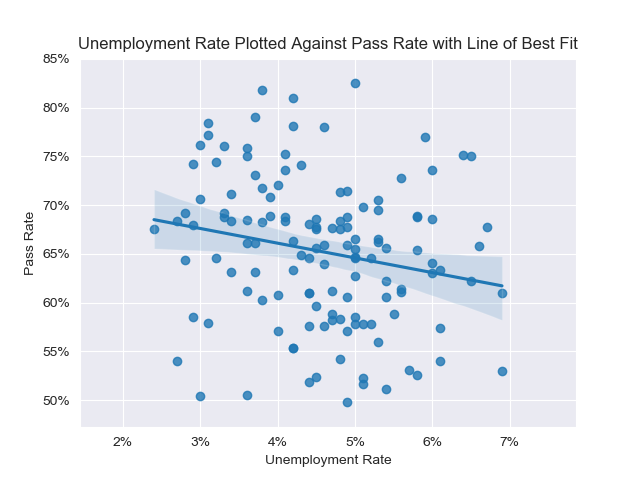 Unemployment Rate Plotted Against Pass Rate with Line of Best Fit
85%
80%
75%
70%
65%
60%
55%
50%
Pass Rate
2% 3% 4% 5% 6% 7%
Unemployment Rate